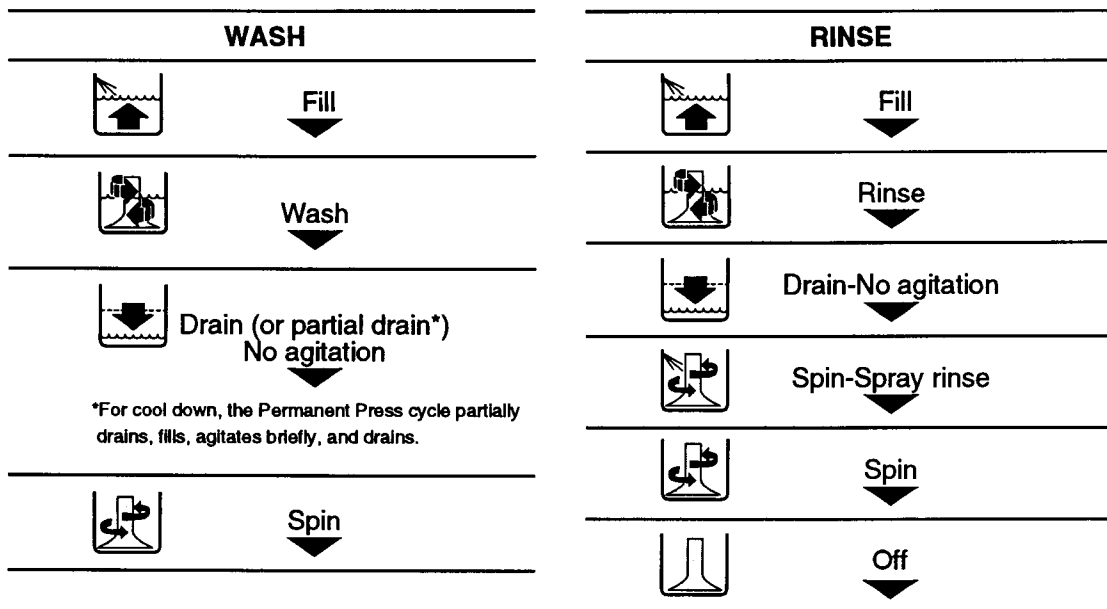 WASH
Fill
Wash
Drain (or partial drain*)
No agitation
*For cool down, the Permanent Press cycle partially
drains, fills, agitates briefly, and drains.
Spin
RINSE
Fill
Rinse
Drain-No agitation
Spin-Spray rinse
Spin
Off